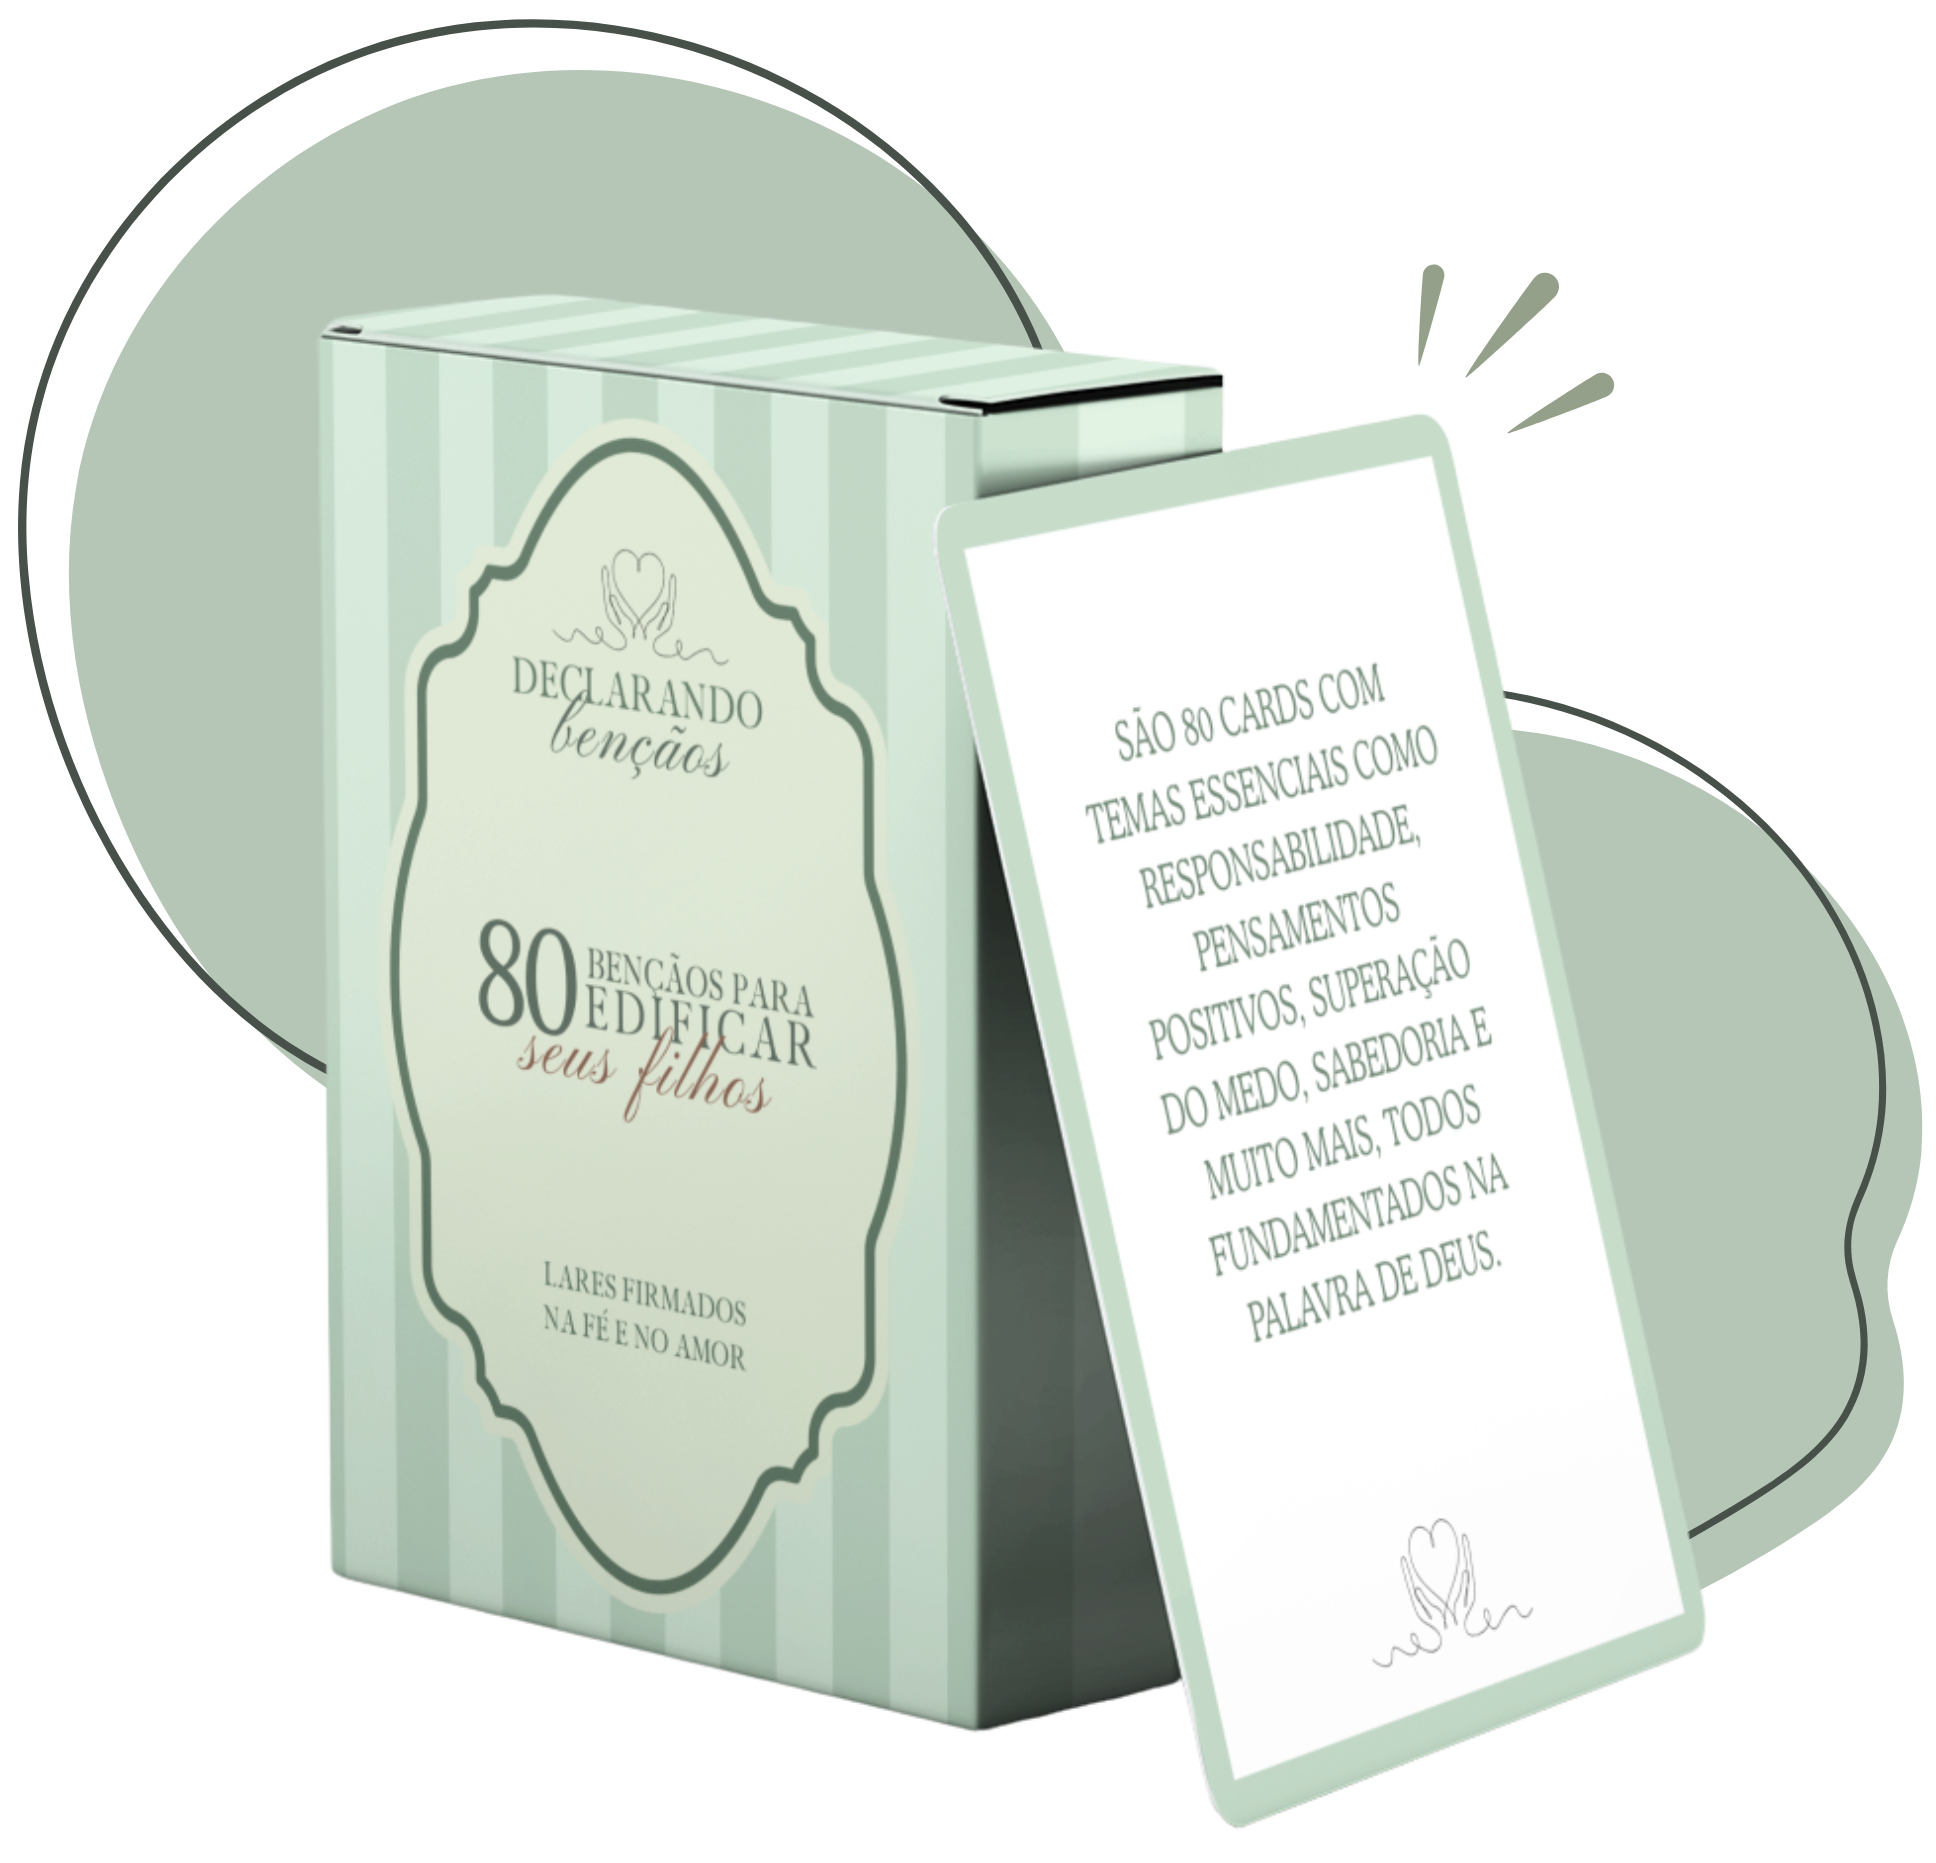 DECLARANDO
bençãos
80 BENÇÃOS PARA
EDIFICAR
seus filhos
LARES FIRMADOS
NA FÉ E NO AMOR
SÃO 80 CARDS COM
TEMAS ESSENCIAIS COMO
RESPONSABILIDADE,
PENSAMENTOS
POSITIVOS, SUPERAÇÃO
DO MEDO, SABEDORIA E
MUITO MAIS, TODOS
FUNDAMENTADOS NA
PALAVRA DE DEUS.